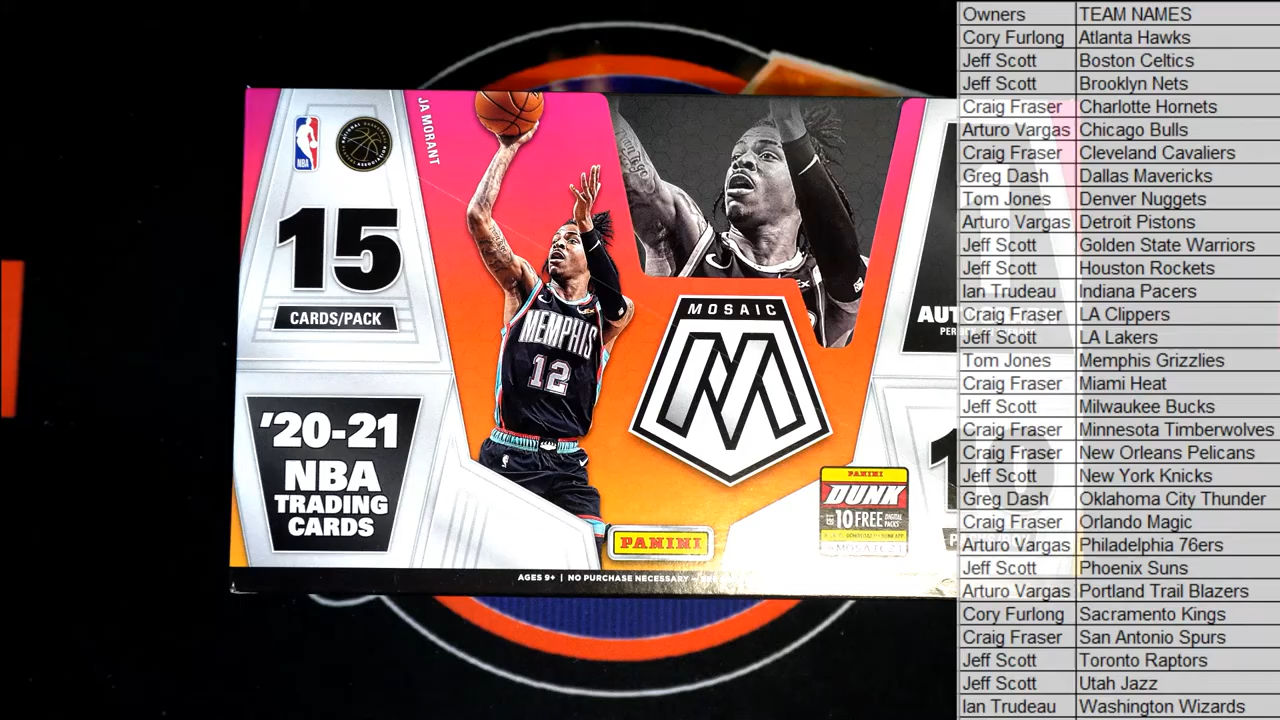 JA MORANT
NBA
15
CARDS/PACK
'20-21
NBA
TRADING
CARDS
MEMPHIS
12
MOSAIC
M
PANINI
PANINI
DUNK
10 FREE DIGITAL PACKS
AUT
PER
1
P
AGES 9+ | NO PURCHASE NECESSARY
Owners TEAM NAMES
Cory Furlong Atlanta Hawks
Jeff Scott Boston Celtics
Jeff Scott Brooklyn Nets
Craig Fraser Charlotte Hornets
Arturo Vargas Chicago Bulls
Craig Fraser Cleveland Cavaliers
Greg Dash Dallas Mavericks
Tom Jones Denver Nuggets
Arturo Vargas Detroit Pistons
Jeff Scott Golden State Warriors
Jeff Scott Houston Rockets
Ian Trudeau Indiana Pacers
Craig Fraser LA Clippers
Jeff Scott LA Lakers
Tom Jones Memphis Grizzlies
Craig Fraser Miami Heat
Jeff Scott Milwaukee Bucks
Craig Fraser Minnesota Timberwolves
Craig Fraser New Orleans Pelicans
Jeff Scott New York Knicks
Greg Dash Oklahoma City Thunder
Craig Fraser Orlando Magic
Arturo Vargas Philadelphia 76ers
Jeff Scott Phoenix Suns
Arturo Vargas Portland Trail Blazers
Cory Furlong Sacramento Kings
Craig Fraser San Antonio Spurs
Jeff Scott Toronto Raptors
Jeff Scott Utah Jazz
Ian Trudeau Washington Wizards